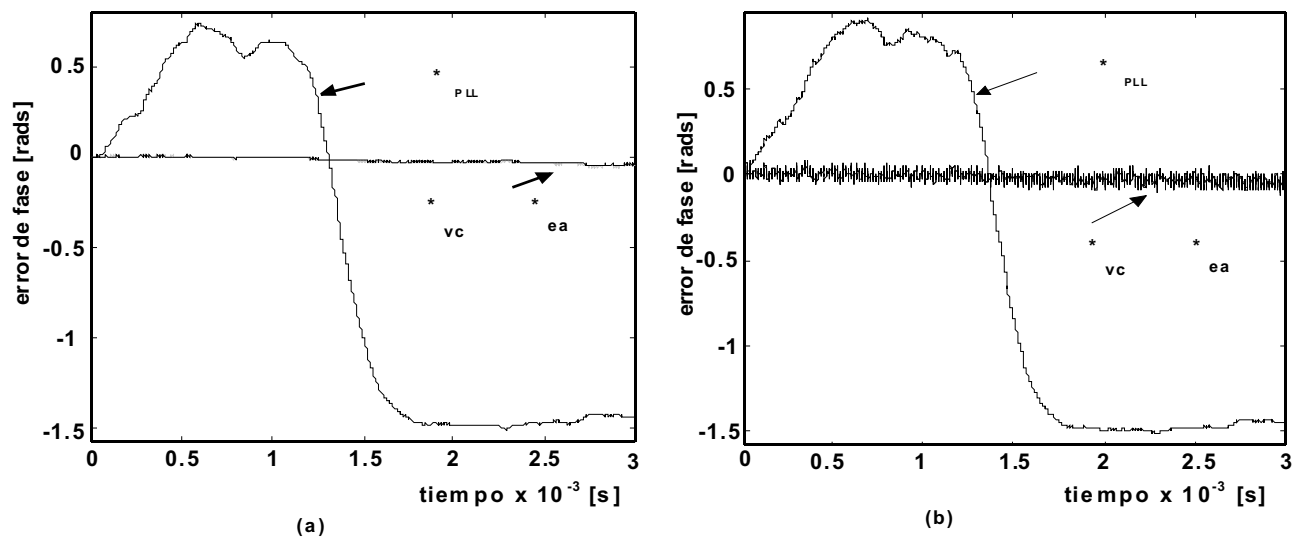 0.5
0
-0.5
-1
-1.5
error de fase [rads]
0 0.5 1 1.5 2 2.5 3
tiempo x 10⁻³ [s]
* PLL
* vc * ea
(a)
0.5
0
-0.5
-1
-1.5
error de fase [rads]
0 0.5 1 1.5 2 2.5 3
tiempo x 10⁻³ [s]
* PLL
* vc * ea
(b)